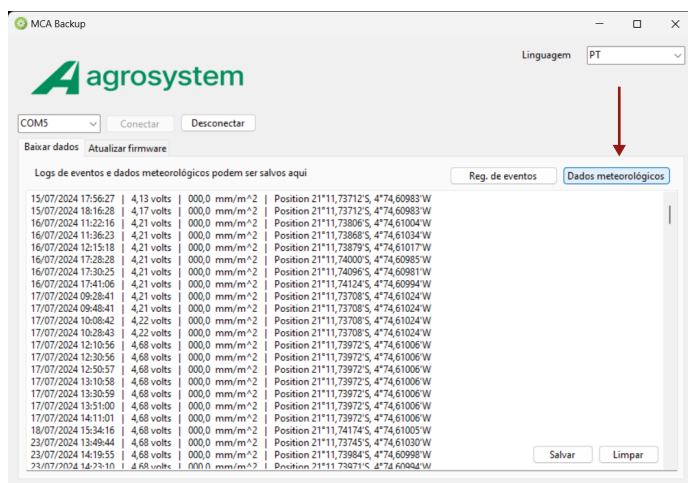 MCA Backup
Linguagem PT
agrosystem
COM5 Conectar Desconectar
Baixar dados Atualizar firmware
Logs de eventos e dados meteorológicos podem ser salvos aqui Reg. de eventos Dados meteorológicos
15/07/2024 17:56:27 | 4,13 volts | 000,0 mm/m^2 | Position 21°11,73712'S, 4°74,60983'W
15/07/2024 18:16:28 | 4,17 volts | 000,0 mm/m^2 | Position 21°11,73712'S, 4°74,60983'W
16/07/2024 11:22:16 | 4,21 volts | 000,0 mm/m^2 | Position 21°11,73806'S, 4°74,61004'W
16/07/2024 11:36:23 | 4,21 volts | 000,0 mm/m^2 | Position 21°11,73868'S, 4°74,61034'W
16/07/2024 12:15:18 | 4,21 volts | 000,0 mm/m^2 | Position 21°11,73879'S, 4°74,61017'W
16/07/2024 17:28:28 | 4,21 volts | 000,0 mm/m^2 | Position 21°11,74000'S, 4°74,60985'W
16/07/2024 17:30:25 | 4,21 volts | 000,0 mm/m^2 | Position 21°11,74096'S, 4°74,60981'W
16/07/2024 17:41:06 | 4,21 volts | 000,0 mm/m^2 | Position 21°11,74124'S, 4°74,60994'W
17/07/2024 09:28:41 | 4,21 volts | 000,0 mm/m^2 | Position 21°11,73708'S, 4°74,61024'W
17/07/2024 09:48:41 | 4,21 volts | 000,0 mm/m^2 | Position 21°11,73708'S, 4°74,61024'W
17/07/2024 10:08:42 | 4,22 volts | 000,0 mm/m^2 | Position 21°11,73708'S, 4°74,61024'W
17/07/2024 10:28:43 | 4,22 volts | 000,0 mm/m^2 | Position 21°11,73708'S, 4°74,61024'W
17/07/2024 12:10:56 | 4,68 volts | 000,0 mm/m^2 | Position 21°11,73972'S, 4°74,61006'W
17/07/2024 12:30:56 | 4,68 volts | 000,0 mm/m^2 | Position 21°11,73972'S, 4°74,61006'W
17/07/2024 12:50:57 | 4,68 volts | 000,0 mm/m^2 | Position 21°11,73972'S, 4°74,61006'W
17/07/2024 13:10:58 | 4,68 volts | 000,0 mm/m^2 | Position 21°11,73972'S, 4°74,61006'W
17/07/2024 13:30:59 | 4,68 volts | 000,0 mm/m^2 | Position 21°11,73972'S, 4°74,61006'W
17/07/2024 13:51:00 | 4,68 volts | 000,0 mm/m^2 | Position 21°11,73972'S, 4°74,61006'W
17/07/2024 14:11:01 | 4,68 volts | 000,0 mm/m^2 | Position 21°11,73972'S, 4°74,61006'W
18/07/2024 15:34:16 | 4,68 volts | 000,0 mm/m^2 | Position 21°11,74174'S, 4°74,61005'W
23/07/2024 13:49:44 | 4,68 volts | 000,0 mm/m^2 | Position 21°11,73745'S, 4°74,61030'W
23/07/2024 14:19:55 | 4,68 volts | 000,0 mm/m^2 | Position 21°11,73984'S, 4°74,60998'W
23/07/2024 14:23:10 | 4,68 volts | 000,0 mm/m^2 | Position 21°11,73971'S, 4°74,60994'W
Salvar Limpar